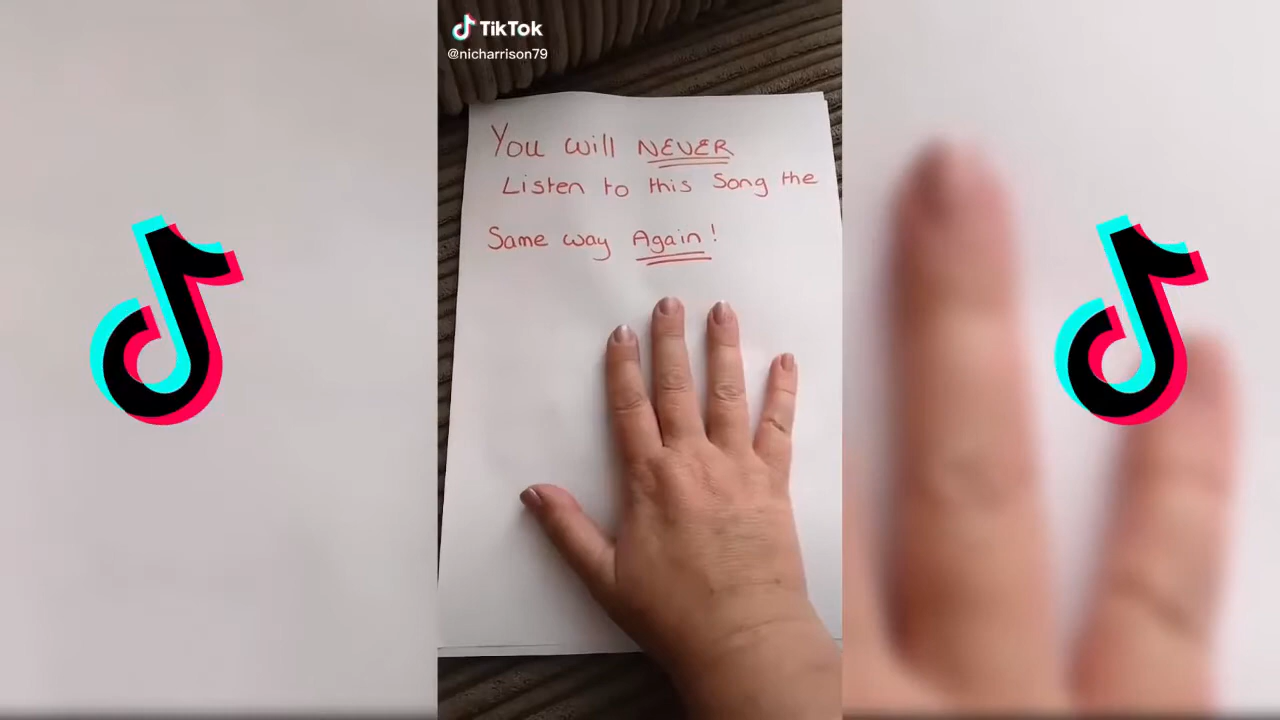 TikTok
@nicharrison79
You will NEVER
Listen to this Song the
Same way Again!